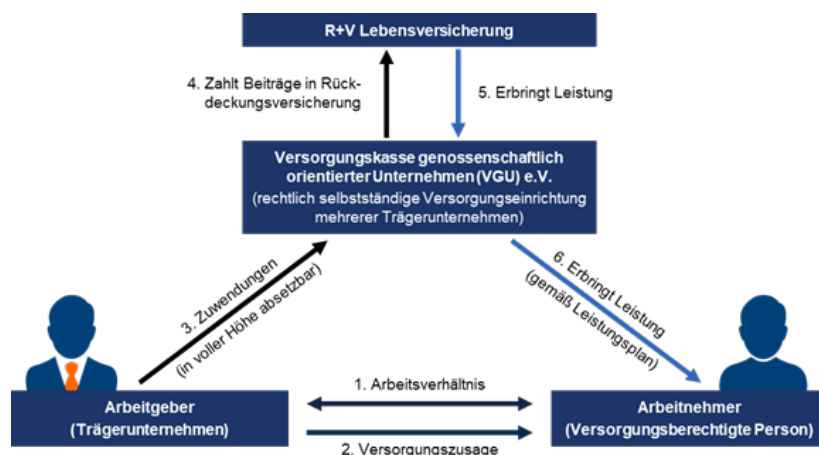 R+V Lebensversicherung
4. Zahlt Beiträge in Rück-
deckungsversicherung
5. Erbringt Leistung
Versorgungskasse genossenschaftlich
orientierter Unternehmen (VGU) e.V.
(rechtlich selbstständige Versorgungseinrichtung
mehrerer Trägerunternehmen)
3. Zuwendungen
(in voller Höhe absetzbar)
6. Erbringt Leistung
(gemäß Leistungsplan)
1. Arbeitsverhältnis
Arbeitgeber
(Trägerunternehmen)
Arbeitnehmer
(Versorgungsberechtigte Person)
2. Versorgungszusage